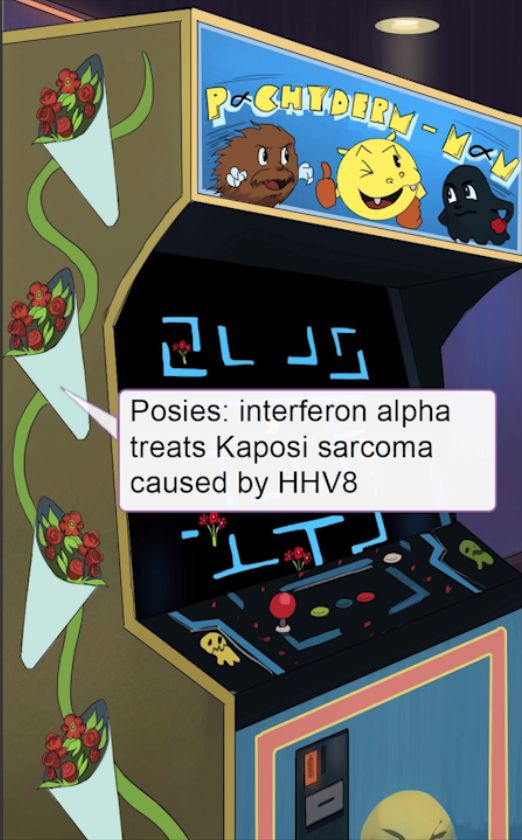 P∝CHYDERM-M∝N
Posies: interferon alpha
treats Kaposi sarcoma
caused by HHV8